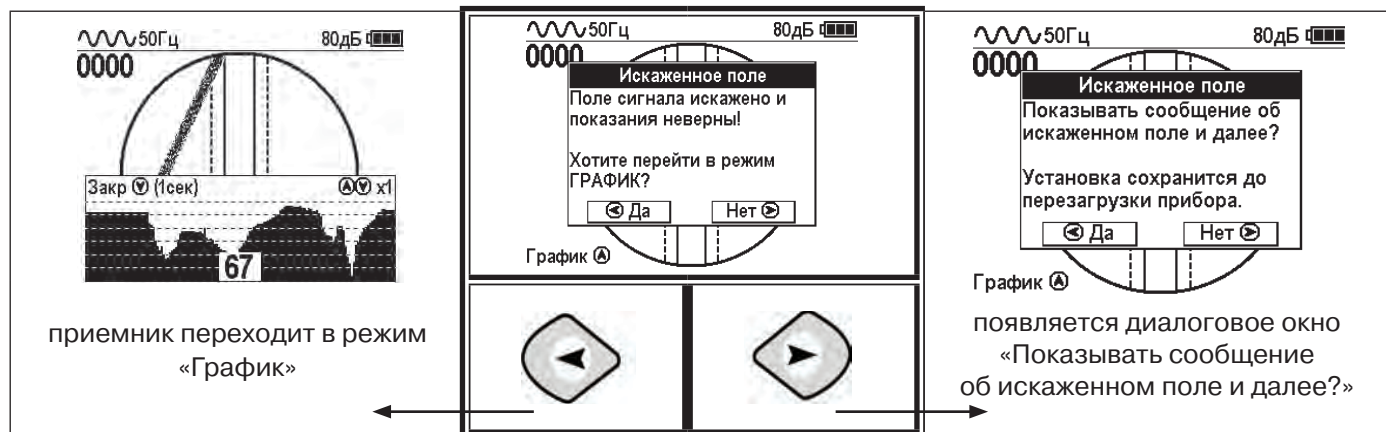 50Гц 80дБ
0000
Закр (1сек) x1
67
приемник переходит в режим
«График»
50Гц 80дБ
0000
Искаженное поле
Поле сигнала искажено и
показания неверны!
Хотите перейти в режим
ГРАФИК?
Да Нет
График
50Гц 80дБ
0000
Искаженное поле
Показывать сообщение об
искаженном поле и далее?
Установка сохранится до
перезагрузки прибора.
Да Нет
График
появляется диалоговое окно
«Показывать сообщение
об искаженном поле и далее?»